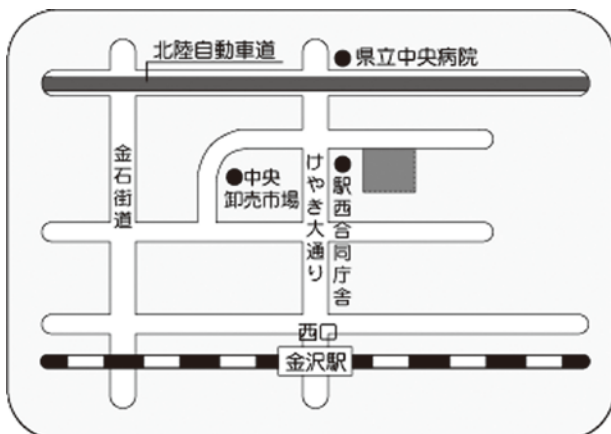 北陸自動車道
県立中央病院
金石街道
中央
卸売市場
けやき大通り
駅西合同庁舎
西口
金沢駅